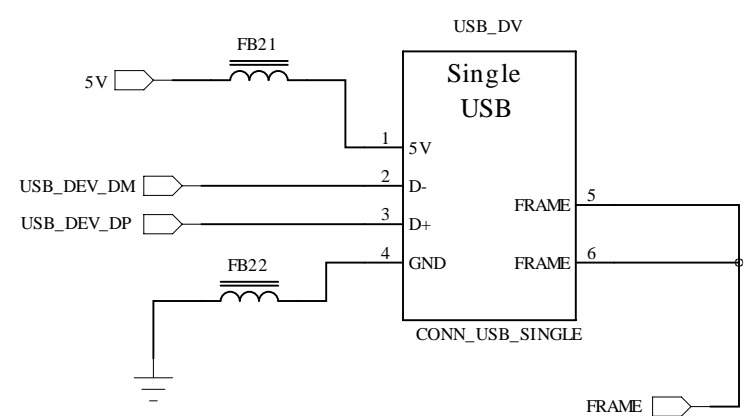 USB_DV
FB21
Single
USB
5V
1
5V
USB_DEV_DM
2
D-
FRAME
5
USB_DEV_DP
3
D+
FB22
4
GND
FRAME
6
CONN_USB_SINGLE
FRAME